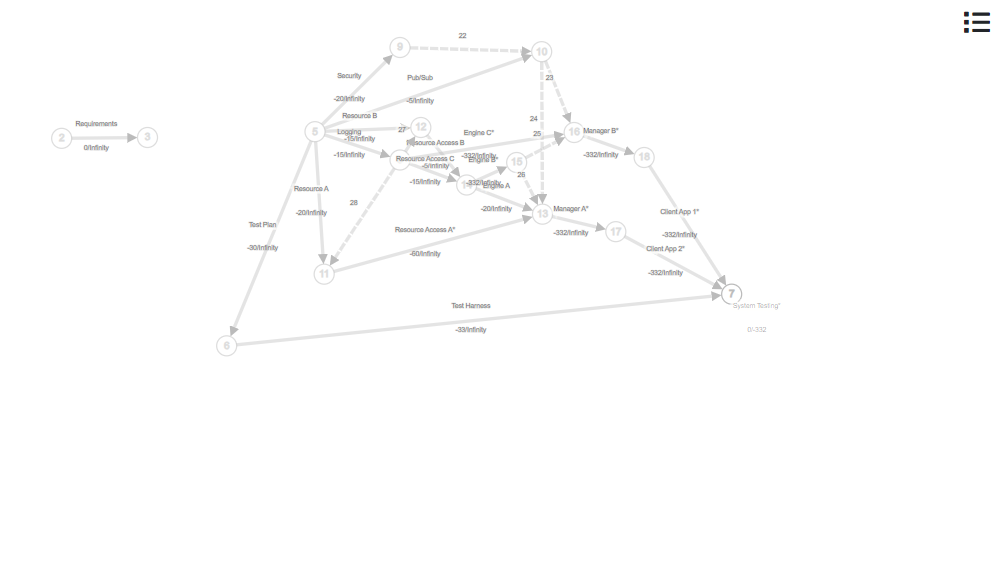 22
9
10
Security
Pub/Sub
23
-20/Infinity
-5/Infinity
Resource B
24
Requirements
12
27
5
Logging
-15/Infinity
Engine C*
25
16
Manager B*
2
3
Resource Access B
0/Infinity
-15/Infinity
Resource Access C
-5/Infinity
-332/Infinity
Engine B*
15
-332/Infinity
18
26
-15/Infinity
-332/Infinity
Engine A
Resource A
28
-20/Infinity
-20/Infinity
13
Manager A*
Client App 1*
Test Plan
Resource Access A*
-332/Infinity
17
-332/Infinity
-30/Infinity
-60/Infinity
Client App 2*
11
-332/Infinity
7
Test Harness
System Testing*
-33/Infinity
0/-332
6